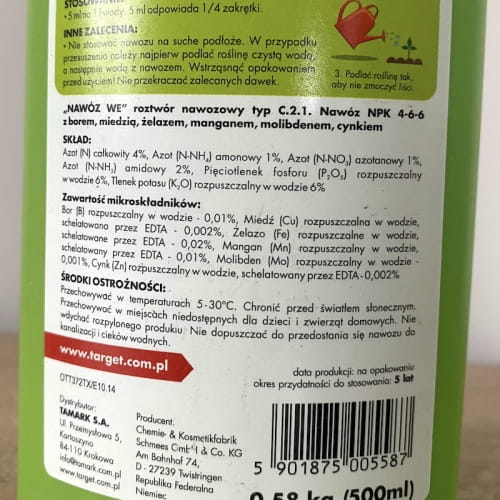 STOSOWANIE:
• 5 ml na 1 l wody. 5 ml odpowiada 1/4 zakrętki.
INNE ZALECENIA:
• Nie stosować nawozu na suche podłoże. W przypadku
przesuszenia należy najpierw podlać roślinę czystą wodą,
a następnie wodą z nawozem. Wstrząsnąć opakowaniem
przed użyciem! Nie przekraczać zalecanych dawek.
3. Podlać roślinę tak,
aby nie zmoczyć liści.
„NAWÓZ WE” roztwór nawozowy typ C.2.1. Nawóz NPK 4-6-6
z borem, miedzią, żelazem, manganem, molibdenem, cynkiem
SKŁAD:
Azot (N) całkowity 4%, Azot (N-NH₄) amonowy 1%, Azot (N-NO₃) azotanowy 1%,
Azot (N-NH₂) amidowy 2%, Pięciotlenek fosforu (P₂O₅) rozpuszczalny
w wodzie 6%, Tlenek potasu (K₂O) rozpuszczalny w wodzie 6%
Zawartość mikroskładników:
Bor (B) rozpuszczalny w wodzie - 0,01%, Miedź (Cu) rozpuszczalna w wodzie,
schelatowana przez EDTA - 0,002%, Żelazo (Fe) rozpuszczalne w wodzie,
schelatowane przez EDTA - 0,02%, Mangan (Mn) rozpuszczalny w wodzie,
schelatowany przez EDTA - 0,01%, Molibden (Mo) rozpuszczalny w wodzie -
0,001%, Cynk (Zn) rozpuszczalny w wodzie, schelatowany przez EDTA - 0,002%
ŚRODKI OSTROŻNOŚCI:
Przechowywać w temperaturach 5-30°C. Chronić przed światłem słonecznym.
Przechowywać w miejscach niedostępnych dla dzieci i zwierząt domowych. Nie
wdychać rozpylonego produktu. Nie dopuszczać do przedostania się nawozu do
kanalizacji i cieków wodnych.
www.target.com.pl
data produkcji: na opakowaniu
okres przydatności do stosowania: 5 lat
OTT372TX/E10.14
Dystrybutor:
TAMARK S.A.
Ul. Przemysłowa 5,
Kartoszyno
84-110 Krokowa
info@tamark.com.pl
www.target.com.pl
Producent:
Chemie- & Kosmetikfabrik
Schmees GmbH & Co. KG
Am Bahnhof 74,
D - 27239 Twistringen
Republika Federalna
Niemiec
5 901875 005587
0,58 kg (500ml)